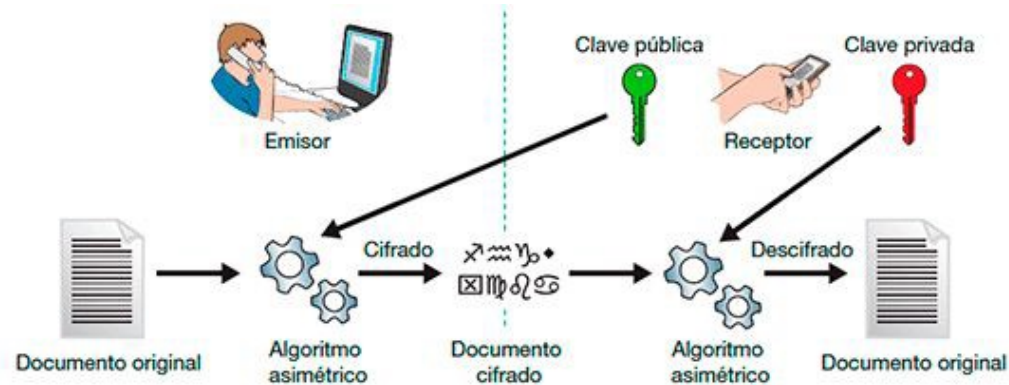 Clave pública
Clave privada
Emisor
Receptor
Cifrado
Descifrado
Documento original
Algoritmo
asimétrico
Documento
cifrado
Algoritmo
asimétrico
Documento original